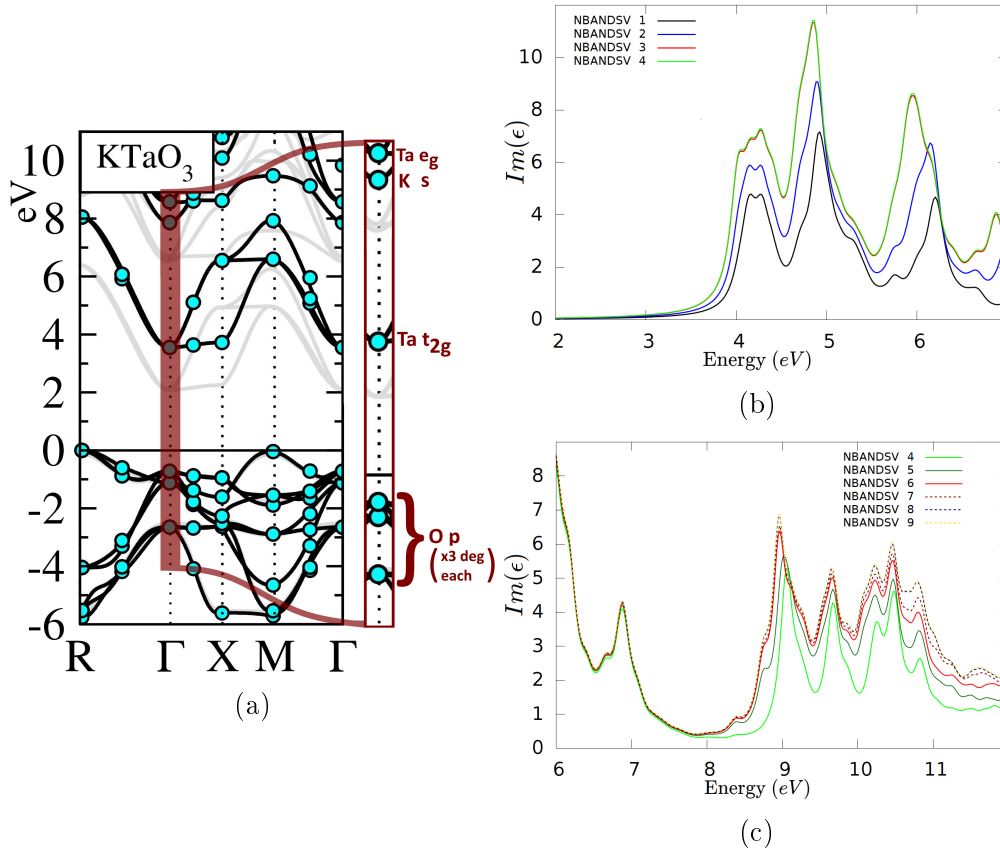 KTaO3
eV
10
8
6
4
2
0
-2
-4
-6
R Γ X M Γ
Ta eg
K s
Ta t2g
O p
(x3 deg each)
(a)
NBANDSV 1
NBANDSV 2
NBANDSV 3
NBANDSV 4
Im(ϵ)
10
8
6
4
2
0
2 3 4 5 6
Energy (eV)
(b)
NBANDSV 4
NBANDSV 5
NBANDSV 6
NBANDSV 7
NBANDSV 8
NBANDSV 9
Im(ϵ)
8
7
6
5
4
3
2
1
0
6 7 8 9 10 11
Energy (eV)
(c)